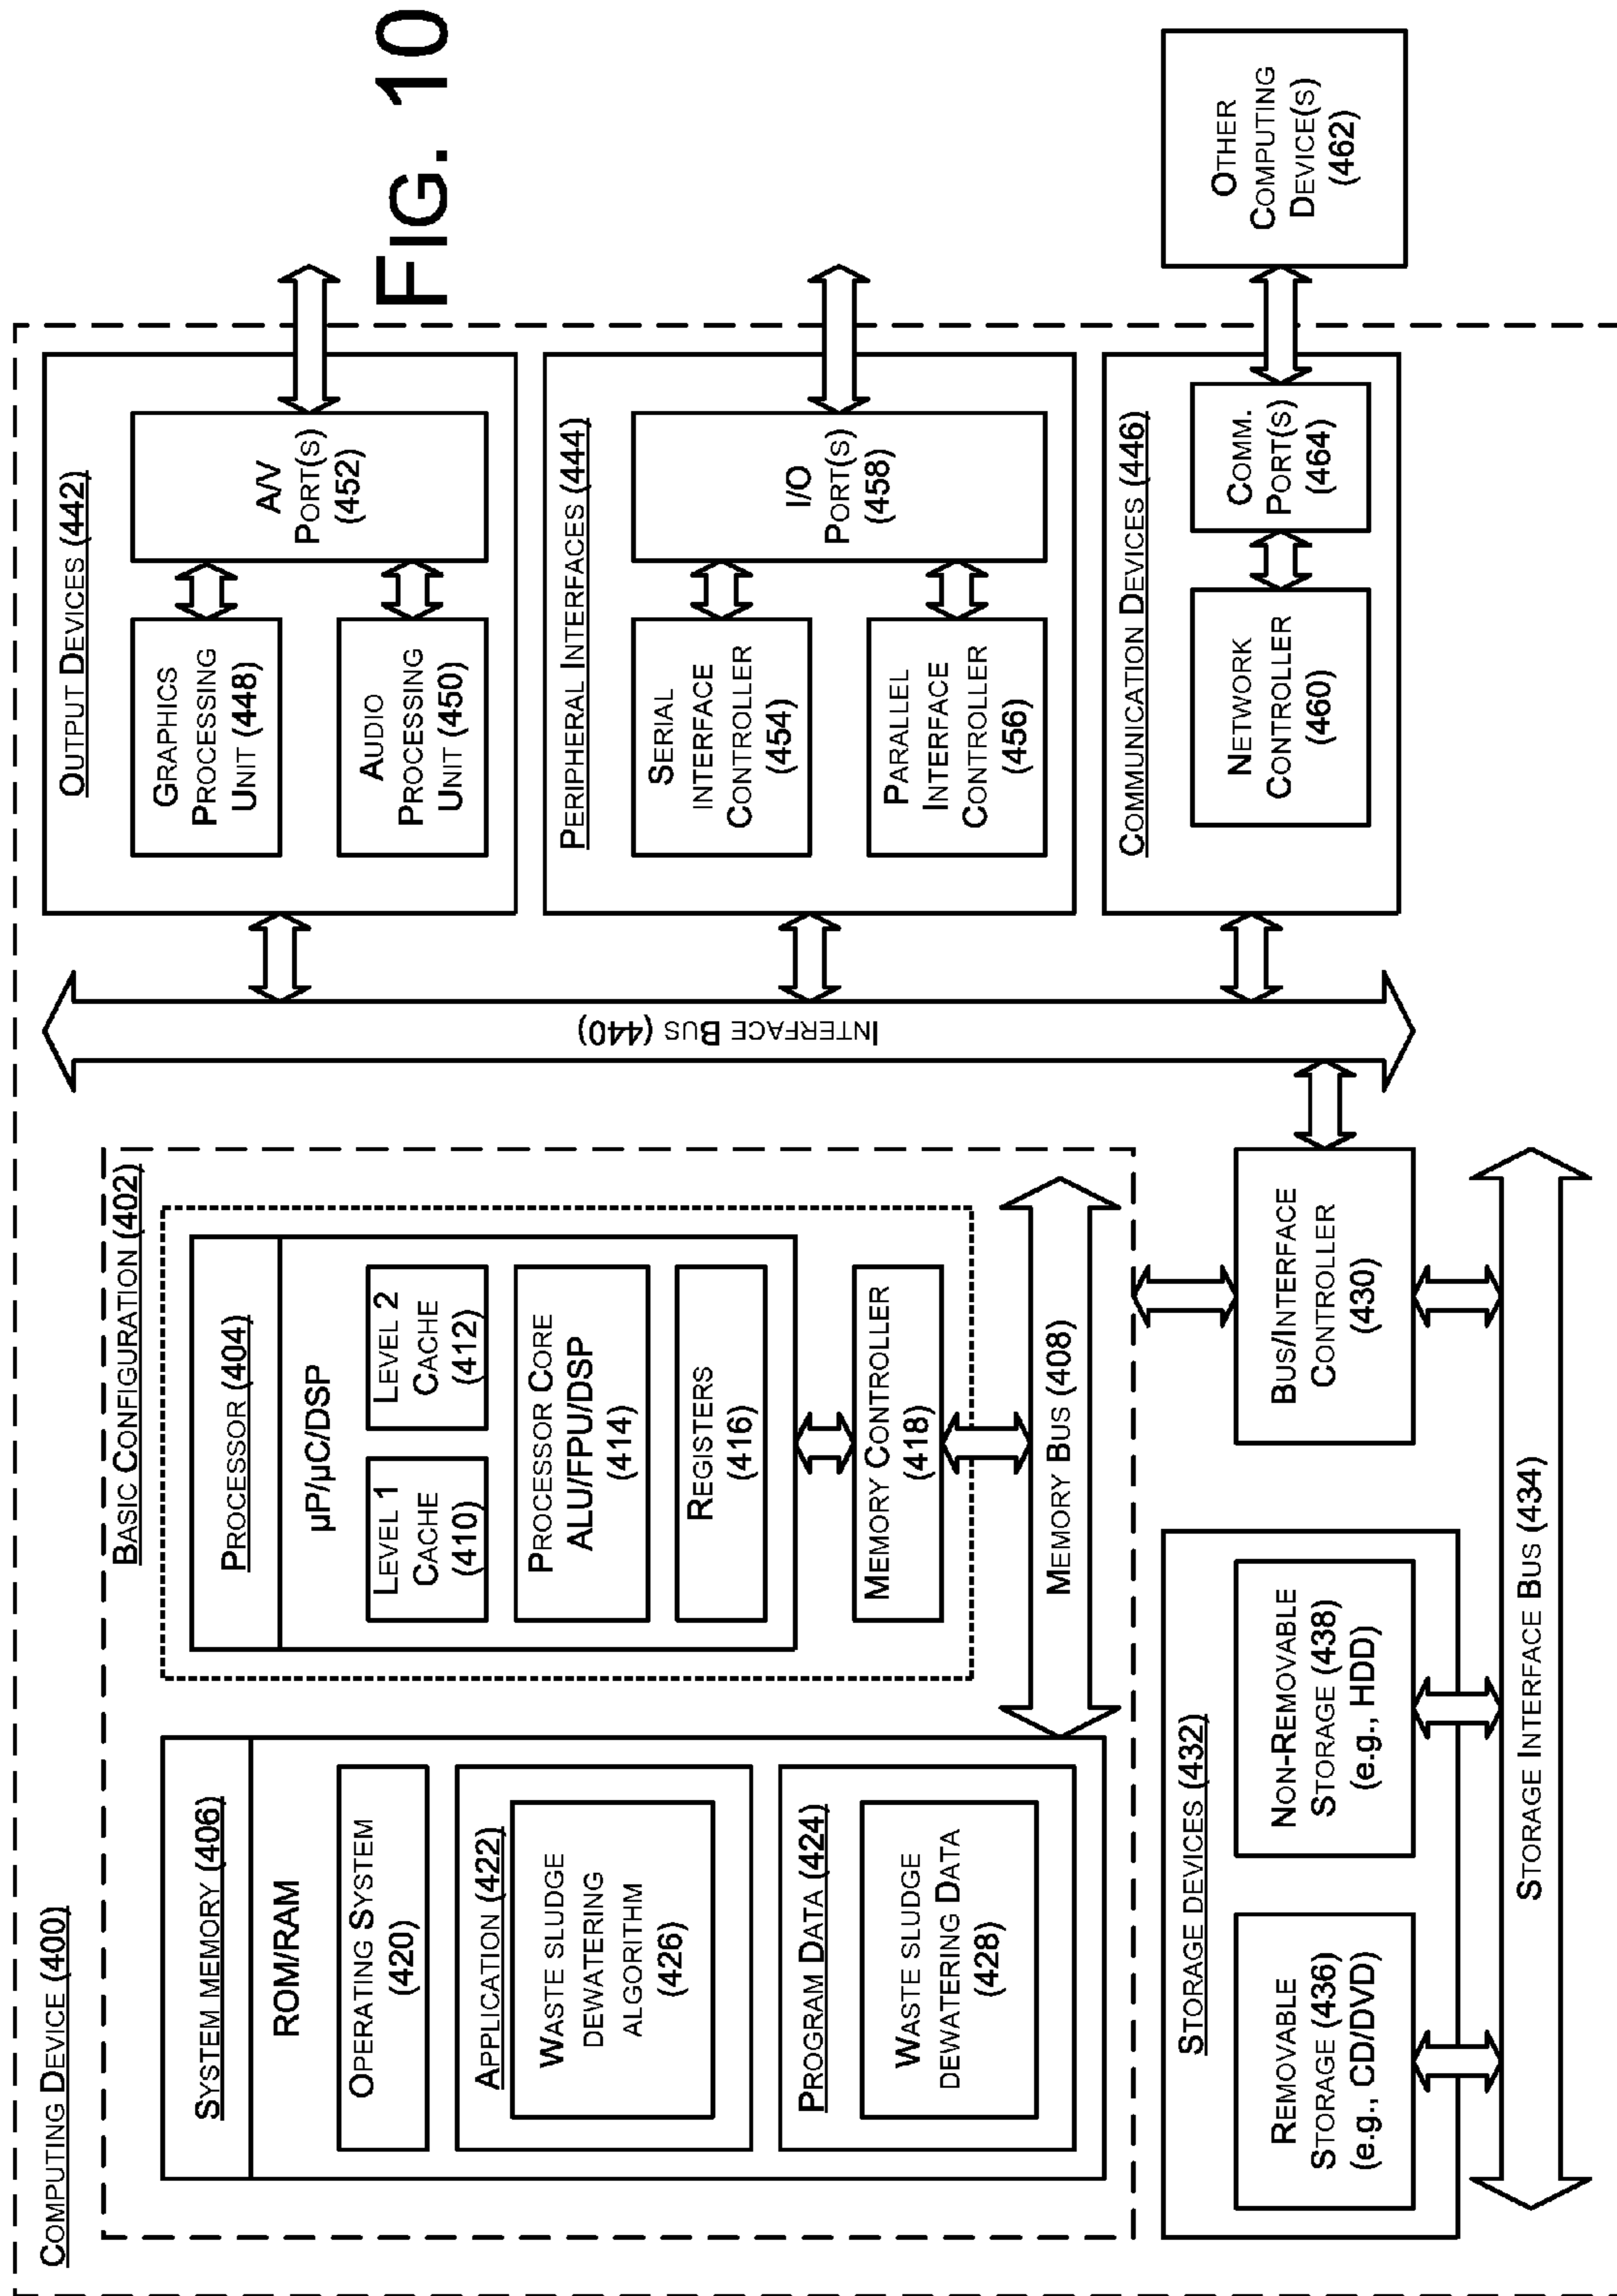 COMPUTING DEVICE (400)
BASIC CONFIGURATION (402)
SYSTEM MEMORY (406)
ROM/RAM
OPERATING SYSTEM
(420)
APPLICATION (422)
WASTE SLUDGE
DEWATERING
ALGORITHM
(426)
PROGRAM DATA (424)
WASTE SLUDGE
DEWATERING DATA
(428)
PROCESSOR (404)
µP/µC/DSP
LEVEL 1
CACHE
(410)
LEVEL 2
CACHE
(412)
PROCESSOR CORE
ALU/FPU/DSP
(414)
REGISTERS
(416)
MEMORY CONTROLLER
(418)
MEMORY BUS (408)
BUS/INTERFACE
CONTROLLER
(430)
STORAGE DEVICES (432)
REMOVABLE
STORAGE (436)
(e.g., CD/DVD)
NON-REMOVABLE
STORAGE (438)
(e.g., HDD)
STORAGE INTERFACE BUS (434)
INTERFACE BUS (440)
OUTPUT DEVICES (442)
GRAPHICS
PROCESSING
UNIT (448)
AUDIO
PROCESSING
UNIT (450)
A/V
PORT(S)
(452)
PERIPHERAL INTERFACES (444)
SERIAL
INTERFACE
CONTROLLER
(454)
PARALLEL
INTERFACE
CONTROLLER
(456)
I/O
PORT(S)
(458)
COMMUNICATION DEVICES (446)
NETWORK
CONTROLLER
(460)
COMM.
PORT(S)
(464)
OTHER
COMPUTING
DEVICE(S)
(462)
FIG. 10